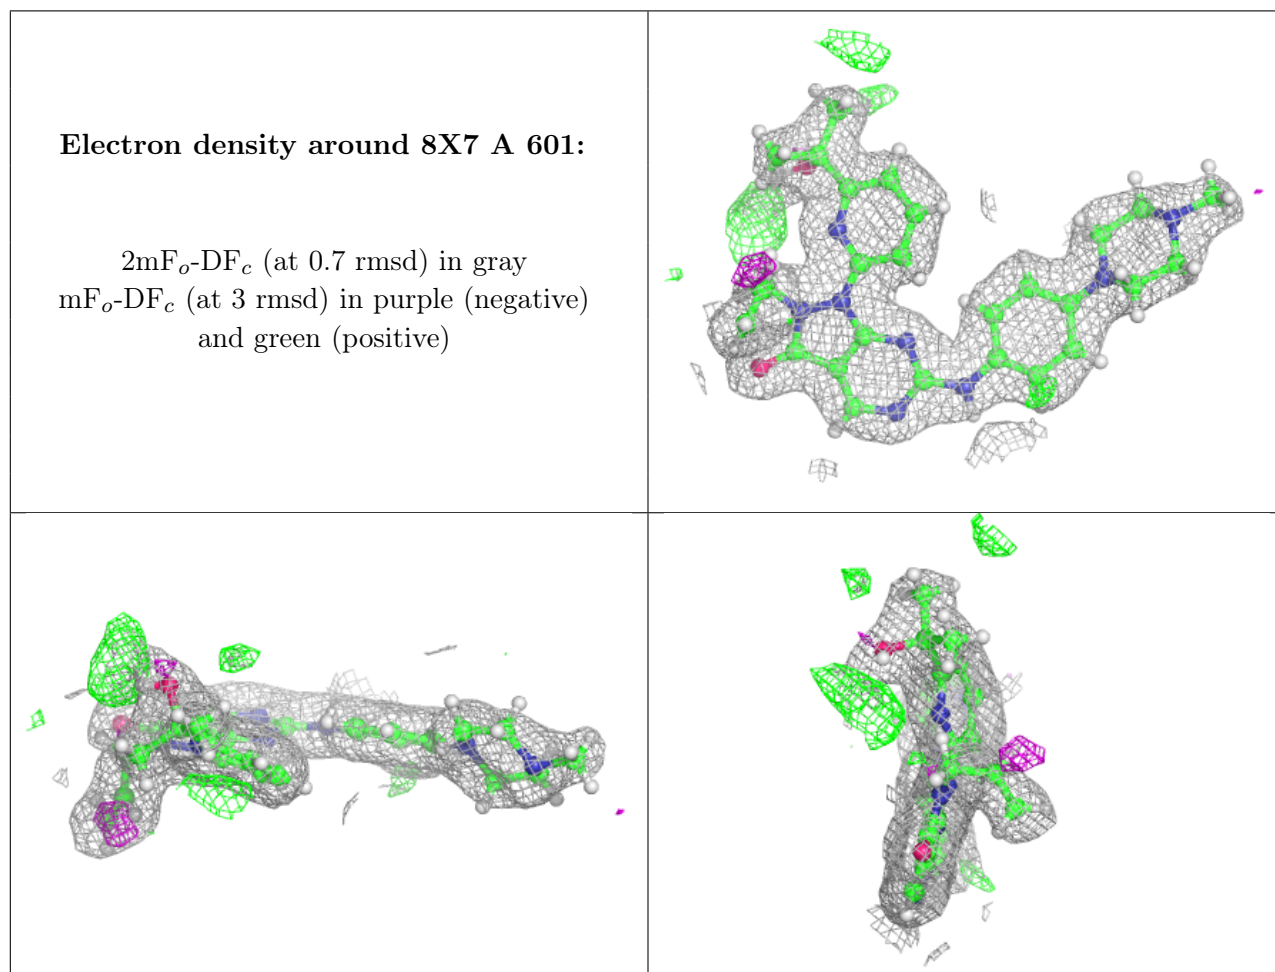 Electron density around 8X7 A 601:
2mFo-DFc (at 0.7 rmsd) in gray
mFo-DFc (at 3 rmsd) in purple (negative)
and green (positive)